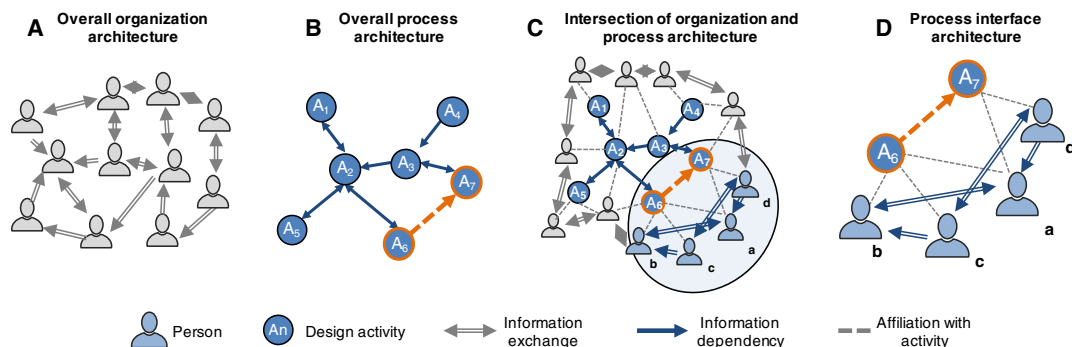 A
Overall organization
architecture
B
Overall process
architecture
A1
A4
A2
A3
A7
A5
A6
C
Intersection of organization and
process architecture
A1
A4
A2
A3
A7
A5
A6
d
a
b
c
D
Process interface
architecture
A7
A6
d
a
b
c
Person
An
Design activity
Information
exchange
Information
dependency
Affiliation with
activity